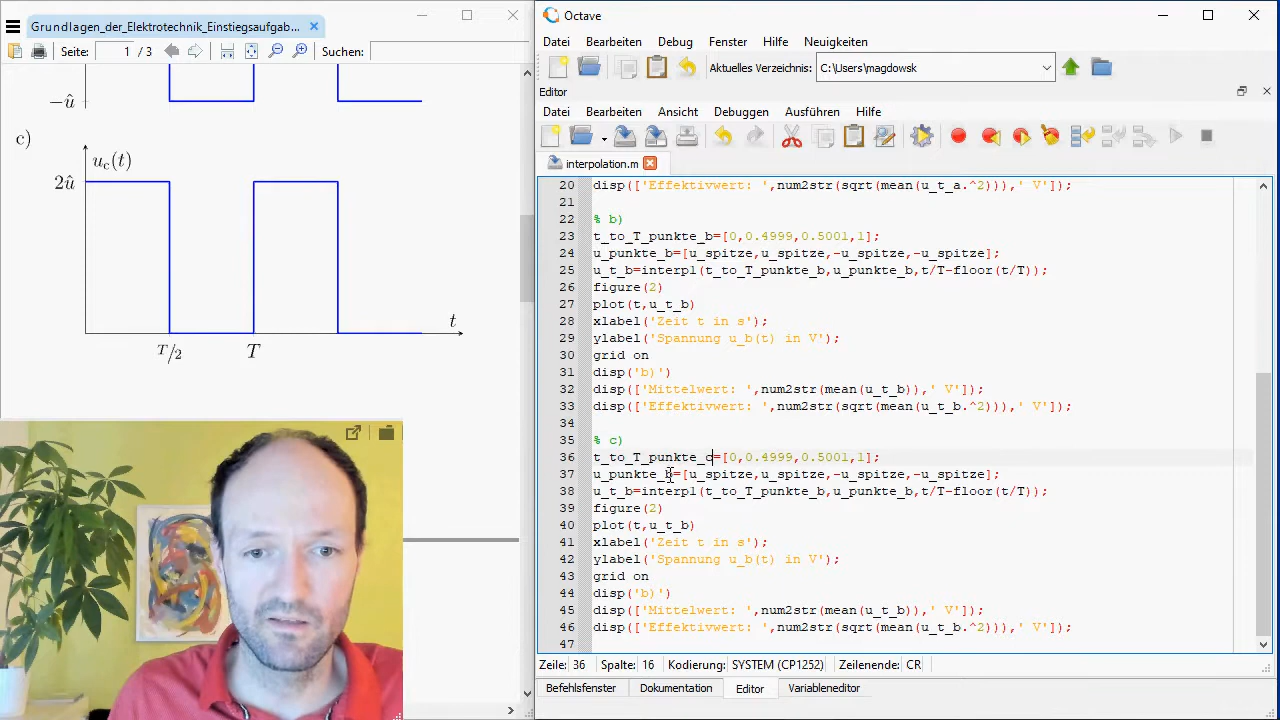 Grundlagen_der_Elektrotechnik_Einstiegsaufgab...
Seite: 1 / 3 Suchen:
−û
c)
u_c(t)
2û
t
T/2 T
Octave
Datei Bearbeiten Debug Fenster Hilfe Neuigkeiten
Aktuelles Verzeichnis: C:\Users\magdowsk
Editor
Datei Bearbeiten Ansicht Debuggen Ausführen Hilfe
interpolation.m
20 disp(['Effektivwert: ',num2str(sqrt(mean(u_t_a.^2))),' V']);
21
22 % b)
23 t_to_T_punkte_b=[0,0.4999,0.5001,1];
24 u_punkte_b=[u_spitze,u_spitze,-u_spitze,-u_spitze];
25 u_t_b=interp1(t_to_T_punkte_b,u_punkte_b,t/T-floor(t/T));
26 figure(2)
27 plot(t,u_t_b)
28 xlabel('Zeit t in s');
29 ylabel('Spannung u_b(t) in V');
30 grid on
31 disp('b)')
32 disp(['Mittelwert: ',num2str(mean(u_t_b)),' V']);
33 disp(['Effektivwert: ',num2str(sqrt(mean(u_t_b.^2))),' V']);
34
35 % c)
36 t_to_T_punkte_c=[0,0.4999,0.5001,1];
37 u_punkte_b=[u_spitze,u_spitze,-u_spitze,-u_spitze];
38 u_t_b=interp1(t_to_T_punkte_b,u_punkte_b,t/T-floor(t/T));
39 figure(2)
40 plot(t,u_t_b)
41 xlabel('Zeit t in s');
42 ylabel('Spannung u_b(t) in V');
43 grid on
44 disp('b)')
45 disp(['Mittelwert: ',num2str(mean(u_t_b)),' V']);
46 disp(['Effektivwert: ',num2str(sqrt(mean(u_t_b.^2))),' V']);
47
Zeile: 36 Spalte: 16 Kodierung: SYSTEM (CP1252) Zeilenende: CR
Befehlsfenster Dokumentation Editor Variableneditor